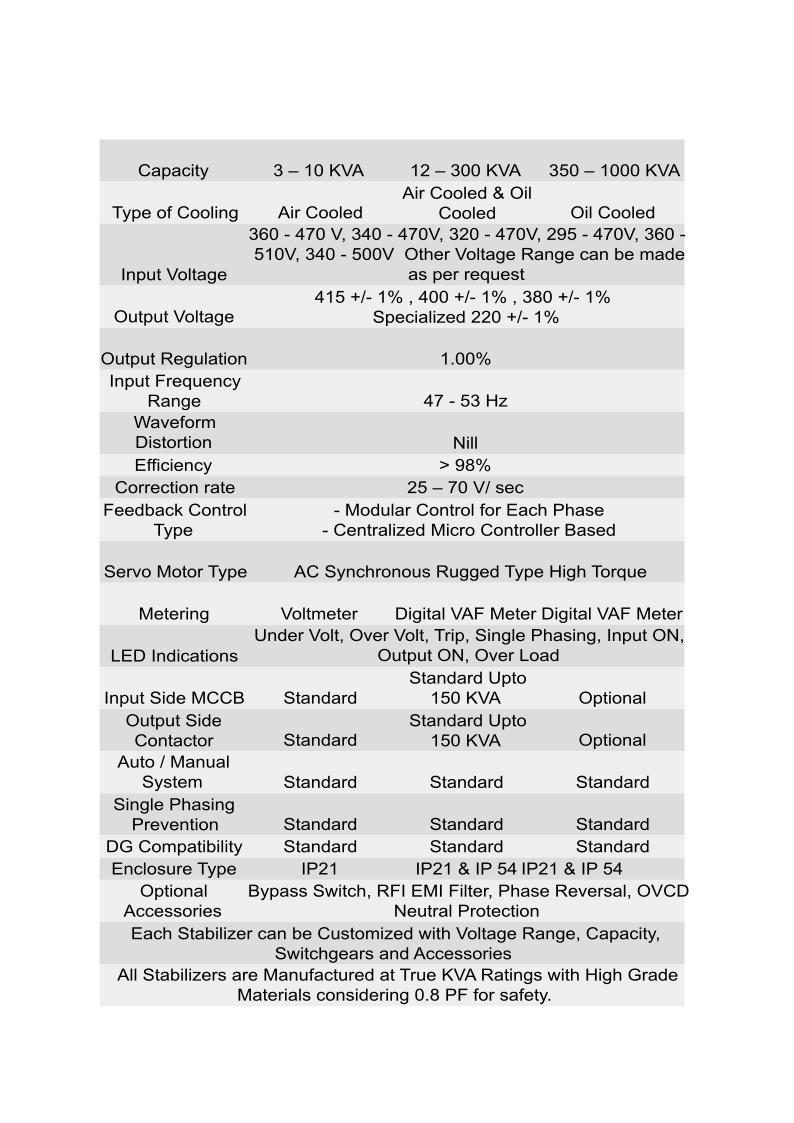 Capacity 3 – 10 KVA 12 – 300 KVA 350 – 1000 KVA
Air Cooled & Oil
Type of Cooling Air Cooled Cooled Oil Cooled
360 - 470 V, 340 - 470V, 320 - 470V, 295 - 470V, 360 -
510V, 340 - 500V Other Voltage Range can be made
Input Voltage as per request
415 +/- 1% , 400 +/- 1% , 380 +/- 1%
Output Voltage Specialized 220 +/- 1%
Output Regulation 1.00%
Input Frequency
Range 47 - 53 Hz
Waveform
Distortion Nill
Efficiency > 98%
Correction rate 25 – 70 V/ sec
Feedback Control - Modular Control for Each Phase
Type - Centralized Micro Controller Based
Servo Motor Type AC Synchronous Rugged Type High Torque
Metering Voltmeter Digital VAF Meter Digital VAF Meter
Under Volt, Over Volt, Trip, Single Phasing, Input ON,
LED Indications Output ON, Over Load
Standard Upto
Input Side MCCB Standard 150 KVA Optional
Output Side Standard Upto
Contactor Standard 150 KVA Optional
Auto / Manual
System Standard Standard Standard
Single Phasing
Prevention Standard Standard Standard
DG Compatibility Standard Standard Standard
Enclosure Type IP21 IP21 & IP 54 IP21 & IP 54
Optional Bypass Switch, RFI EMI Filter, Phase Reversal, OVCD
Accessories Neutral Protection
Each Stabilizer can be Customized with Voltage Range, Capacity,
Switchgears and Accessories
All Stabilizers are Manufactured at True KVA Ratings with High Grade
Materials considering 0.8 PF for safety.